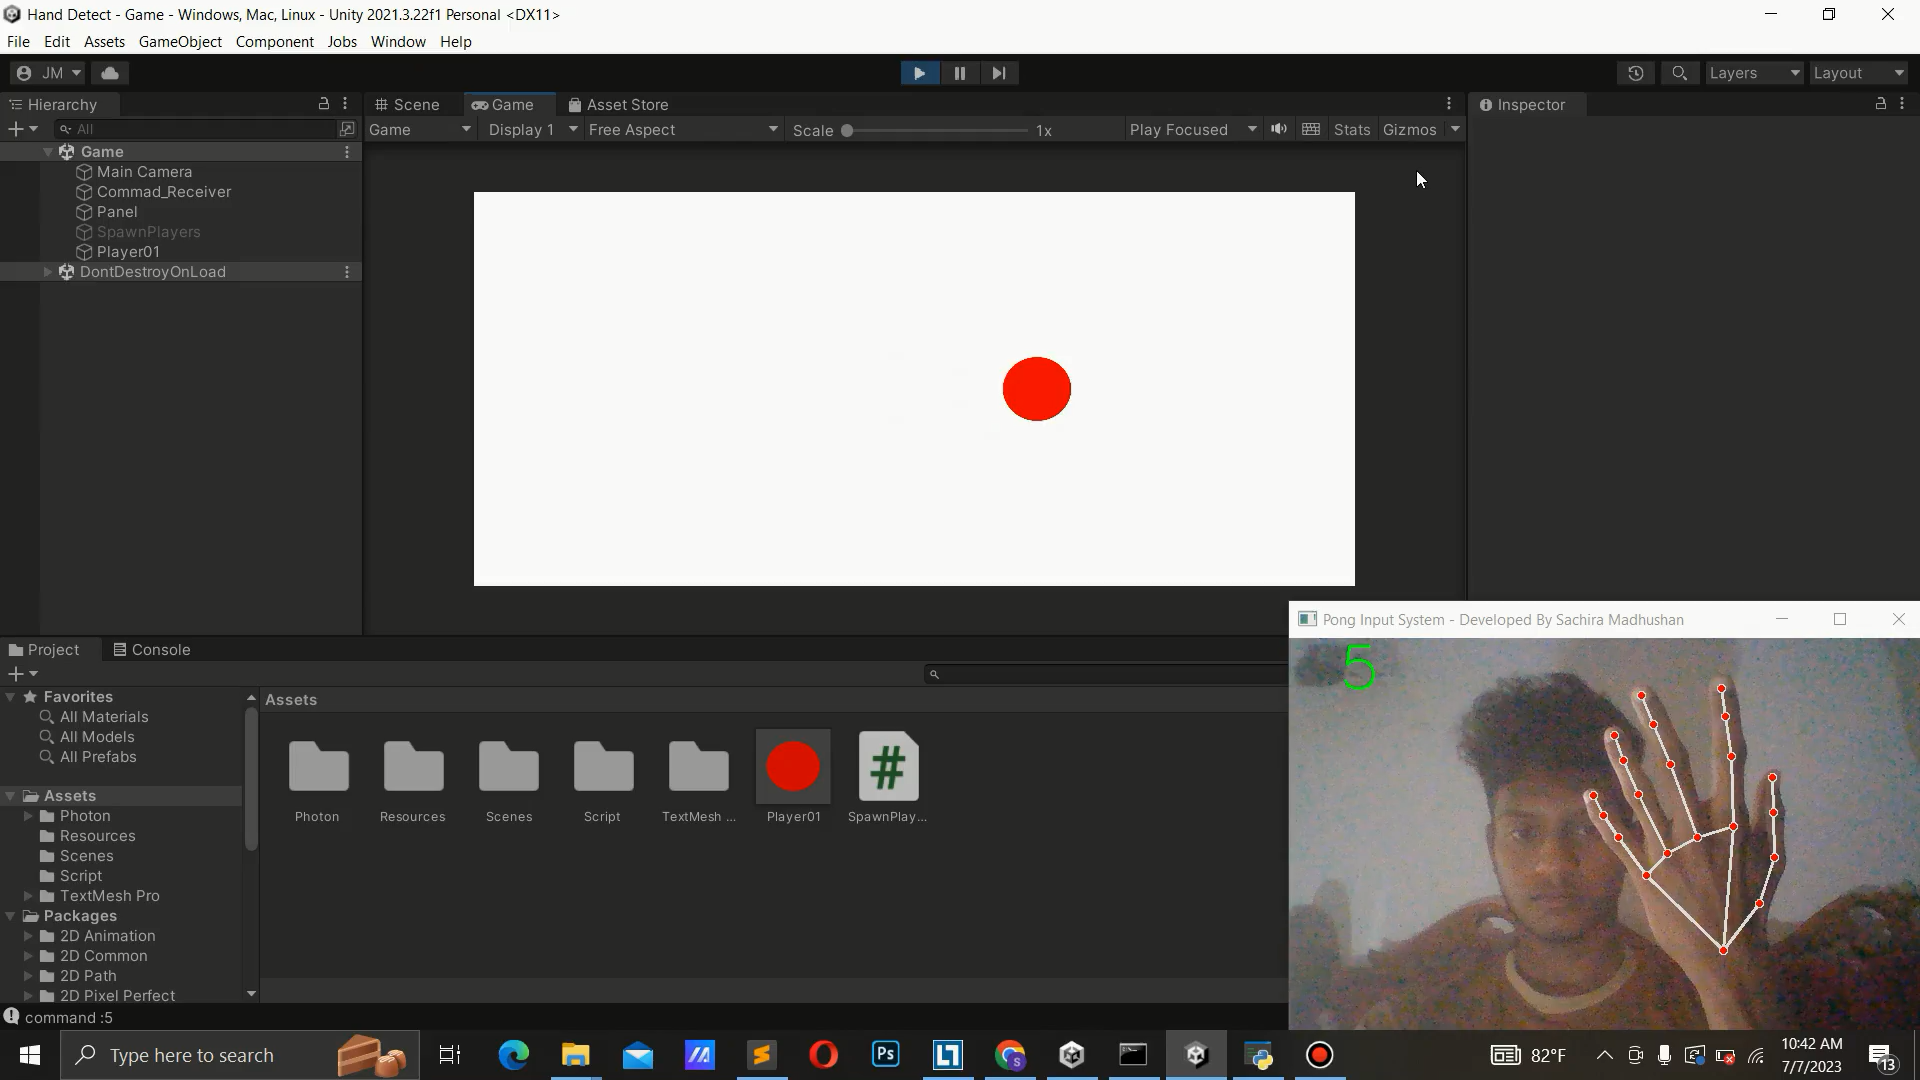 Hand Detect - Game - Windows, Mac, Linux - Unity 2021.3.22f1 Personal <DX11>
File Edit Assets GameObject Component Jobs Window Help
JM
Layers Layout
Hierarchy
Scene Game Asset Store
Inspector
All
Game Display 1 Free Aspect Scale 1x Play Focused Stats Gizmos
Game
Main Camera
Commad_Receiver
Panel
SpawnPlayers
Player01
DontDestroyOnLoad
Pong Input System - Developed By Sachira Madhushan
5
Project Console
Favorites
All Materials
All Models
All Prefabs
Assets
Photon
Resources
Scenes
Script
TextMesh Pro
Packages
2D Animation
2D Common
2D Path
2D Pixel Perfect
Assets
#
Photon Resources Scenes Script TextMesh ... Player01 SpawnPlay...
command :5
Type here to search
Ps
82°F
10:42 AM
7/7/2023
13